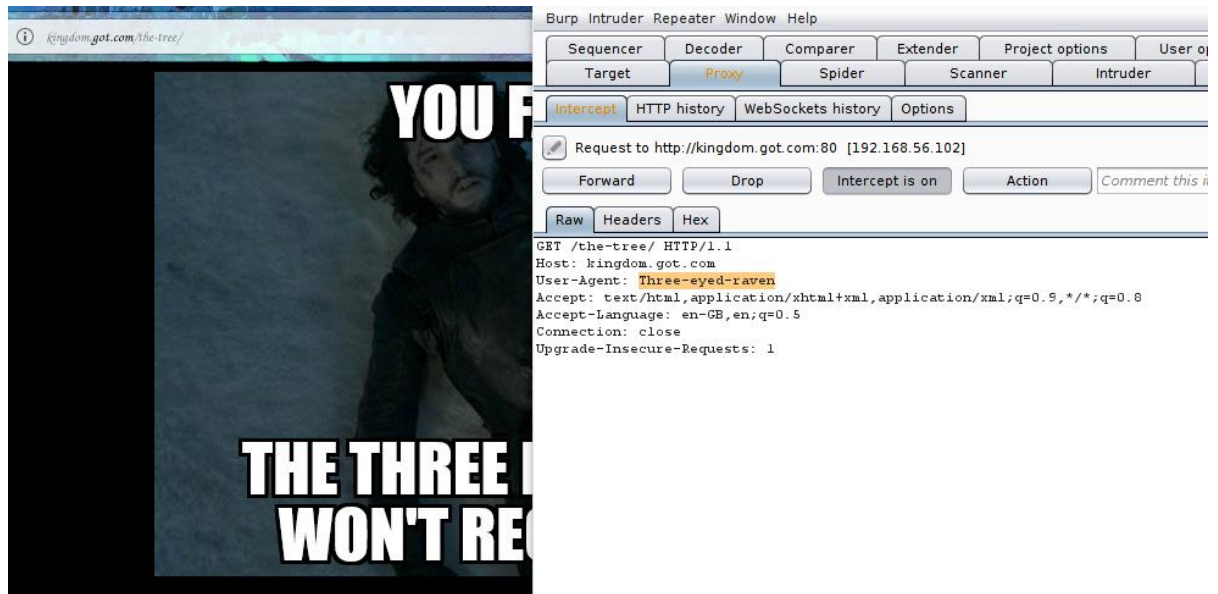 kingdom.got.com/the-tree/
YOU
THE THREE
WON'T
Burp Intruder Repeater Window Help
Sequencer Decoder Comparer Extender Project options User
Target Proxy Spider Scanner Intruder
Intercept HTTP history WebSockets history Options
Request to http://kingdom.got.com:80 [192.168.56.102]
Forward Drop Intercept is on Action Comment this
Raw Headers Hex
GET /the-tree/ HTTP/1.1
Host: kingdom.got.com
User-Agent: Three-eyed-raven
Accept: text/html,application/xhtml+xml,application/xml;q=0.9,*/*;q=0.8
Accept-Language: en-GB,en;q=0.5
Connection: close
Upgrade-Insecure-Requests: 1